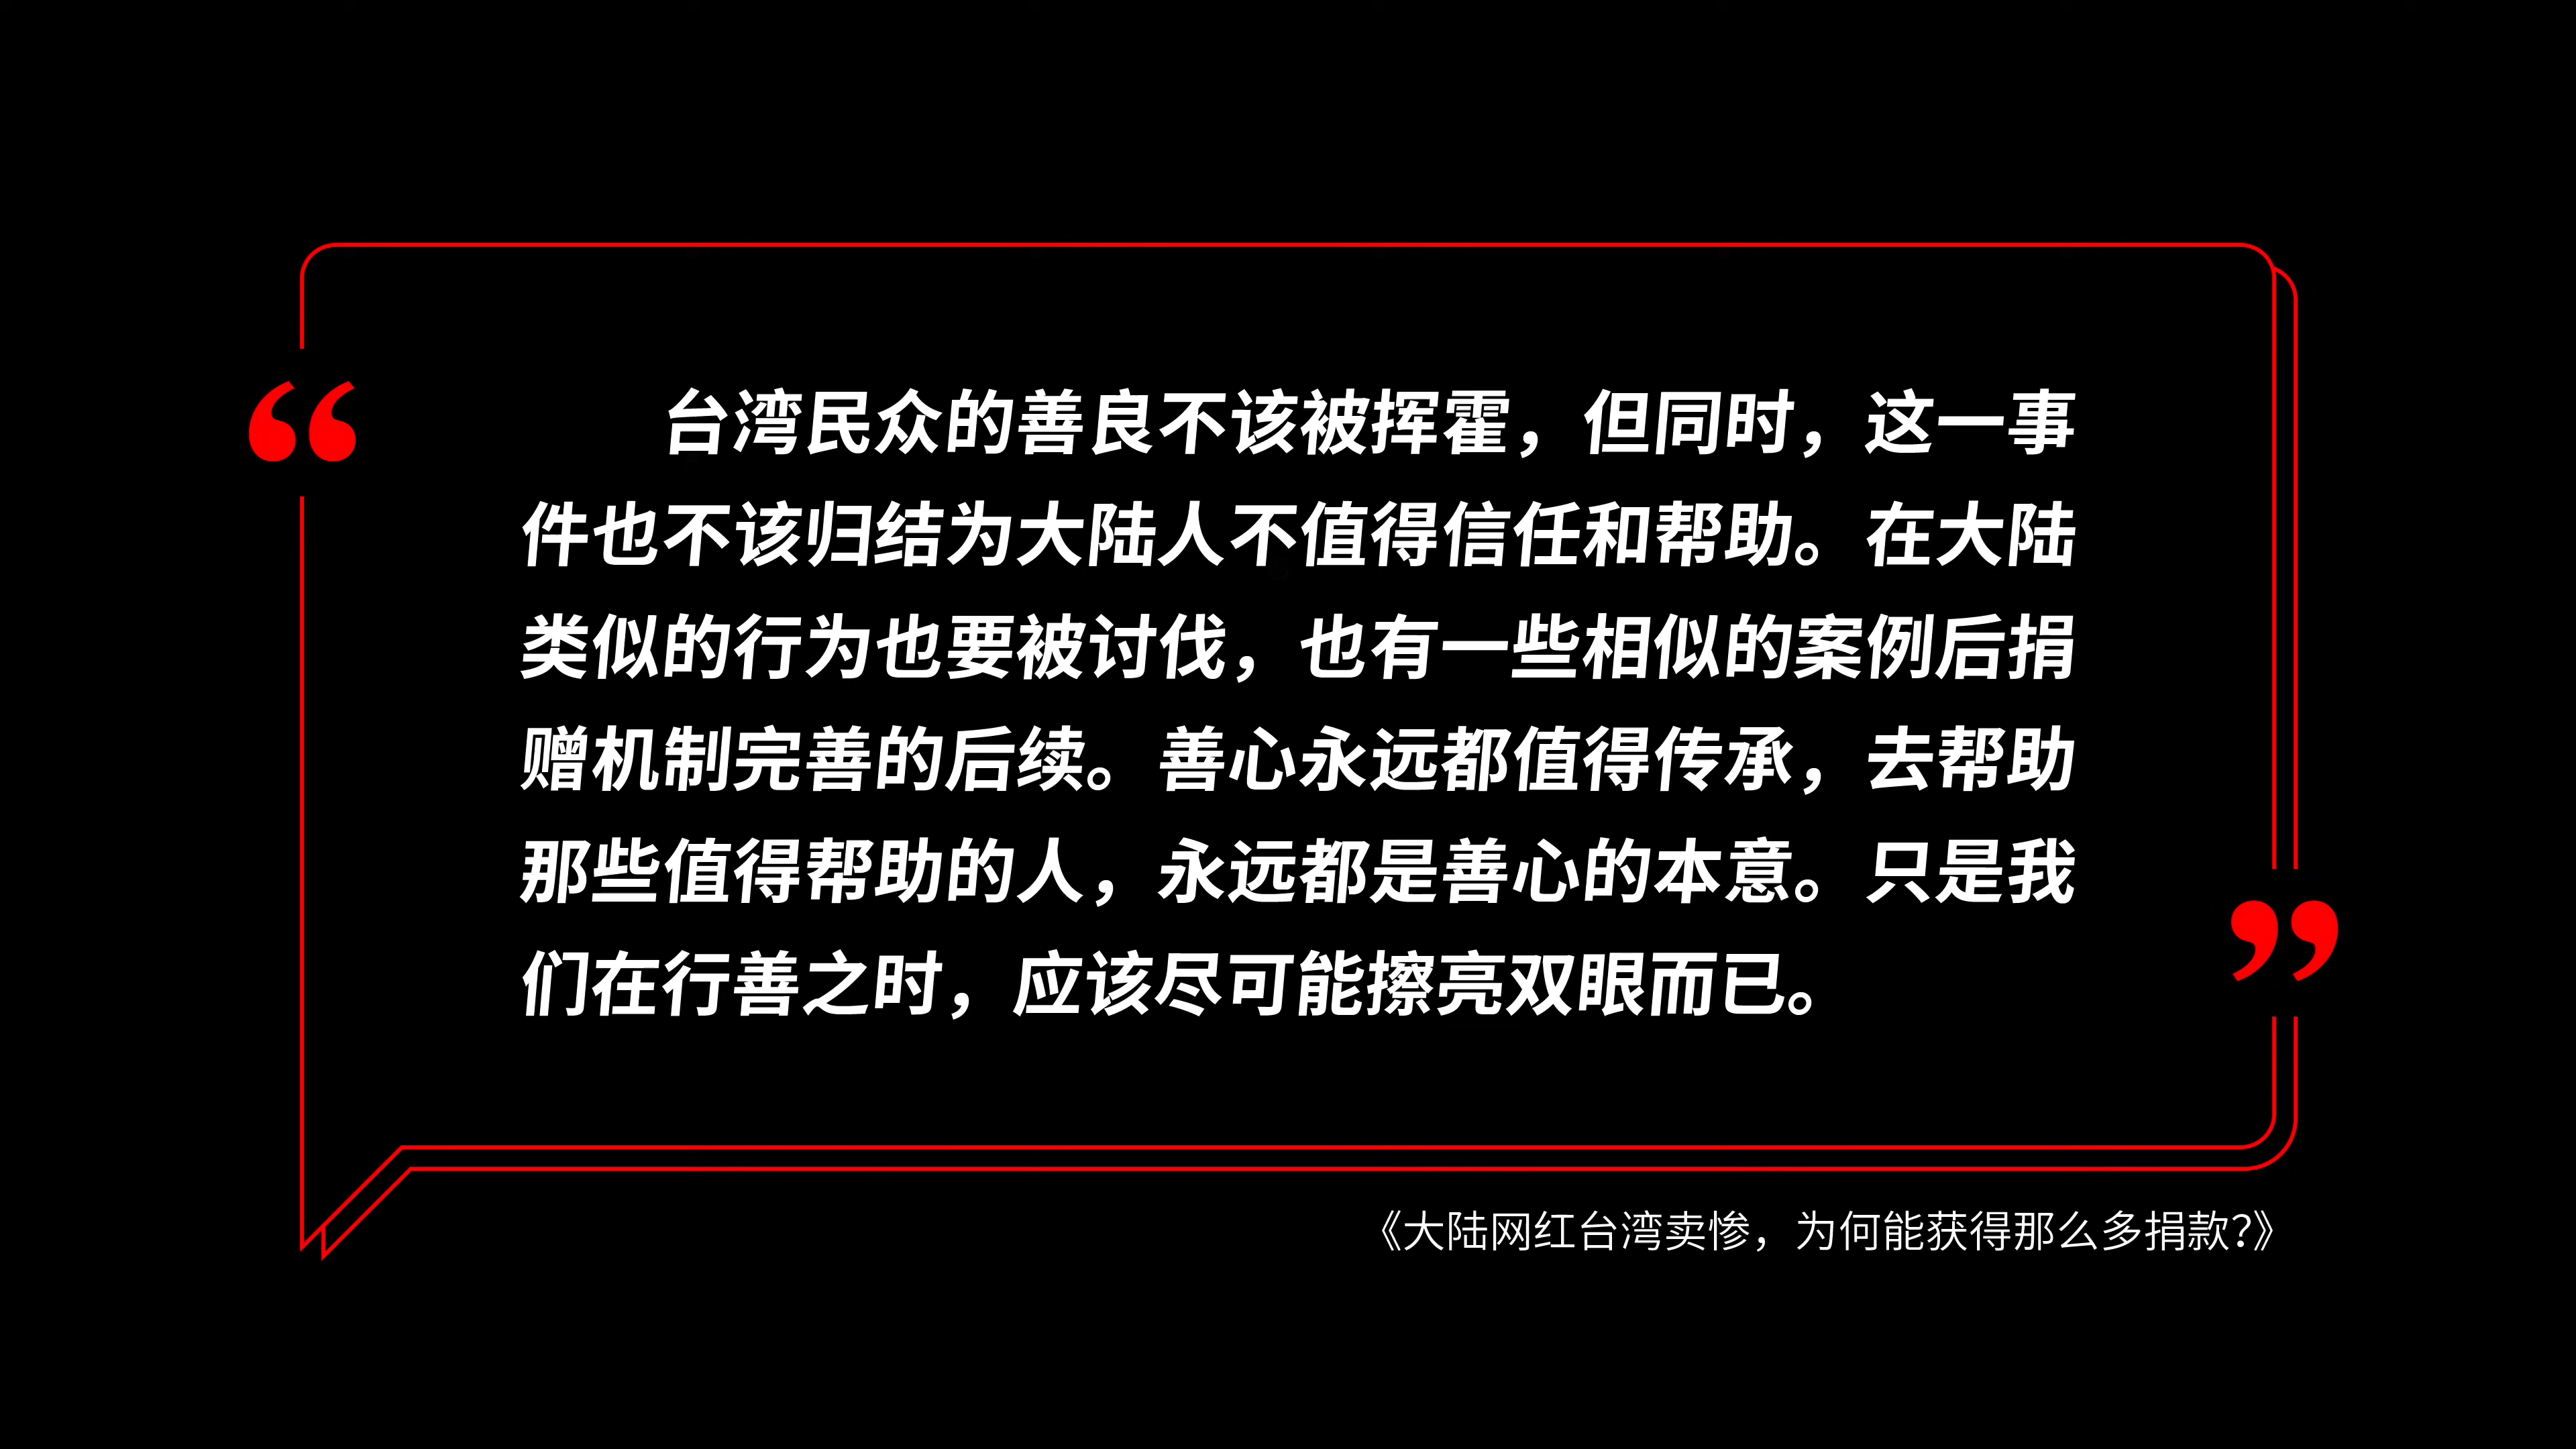 台湾民众的善良不该被挥霍，但同时，这一事
件也不该归结为大陆人不值得信任和帮助。在大陆
类似的行为也要被讨伐，也有一些相似的案例后捐
赠机制完善的后续。善心永远都值得传承，去帮助
那些值得帮助的人，永远都是善心的本意。只是我
们在行善之时，应该尽可能擦亮双眼而已。
《大陆网红台湾卖惨，为何能获得那么多捐款？》